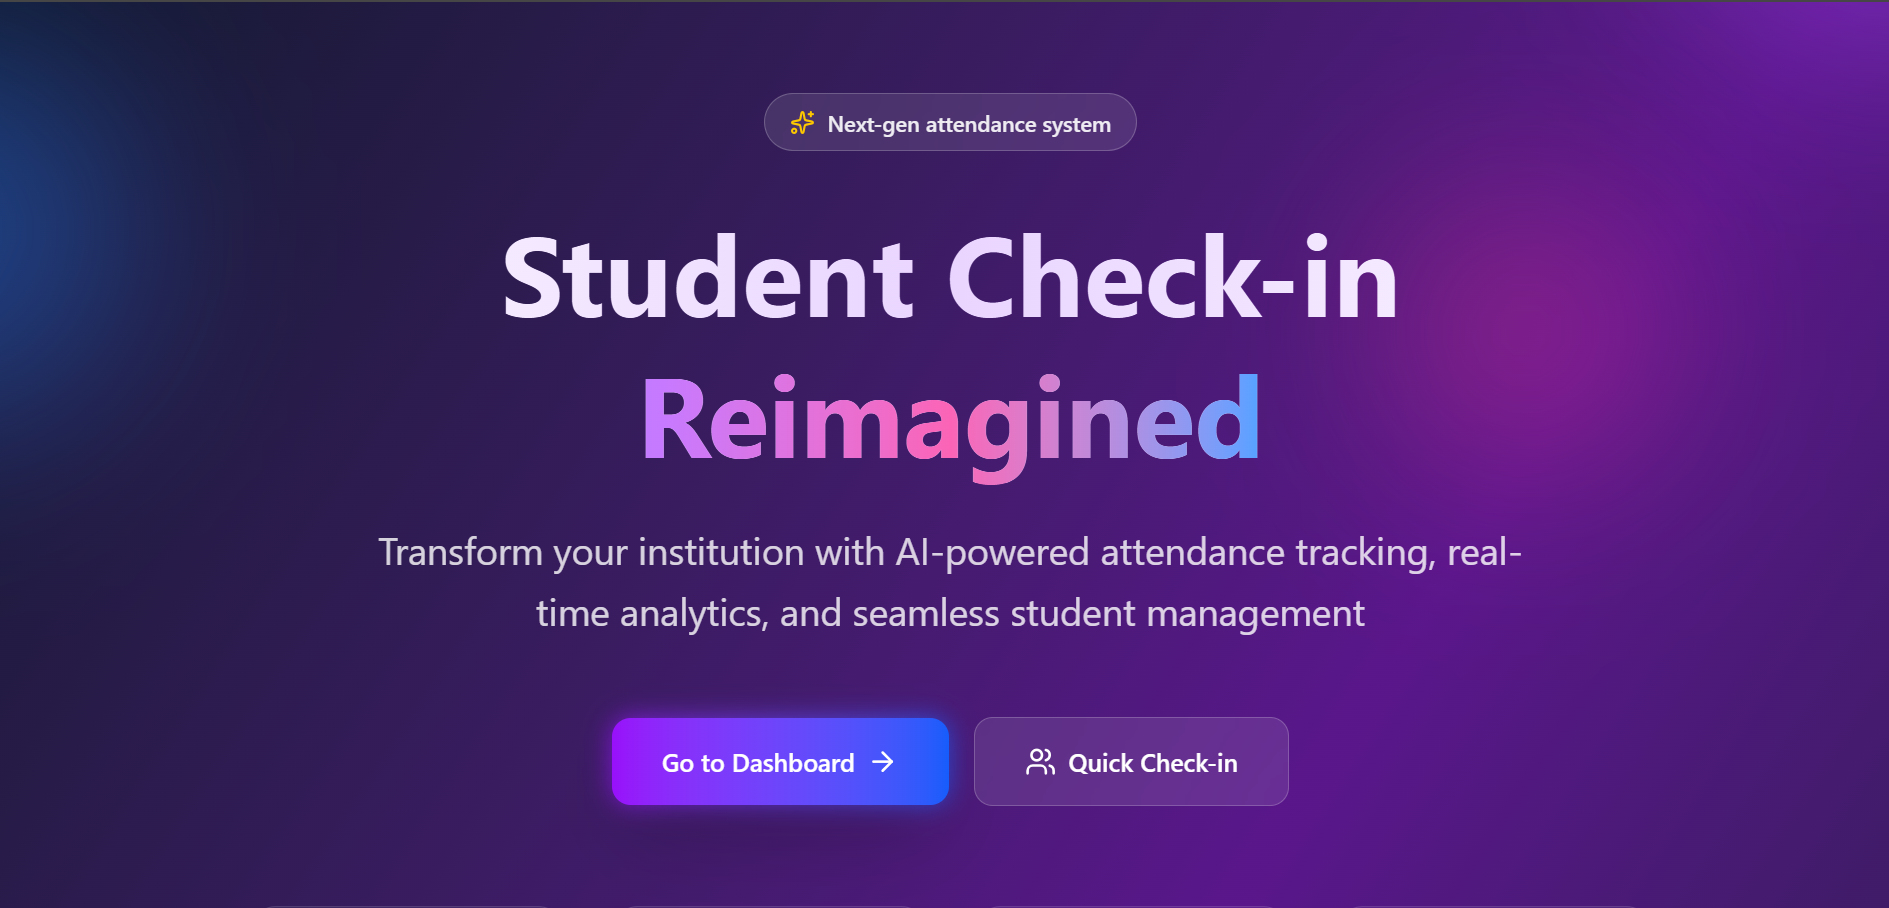 Next-gen attendance system
Student Check-in
Reimagined
Transform your institution with AI-powered attendance tracking, real-
time analytics, and seamless student management
Go to Dashboard
Quick Check-in